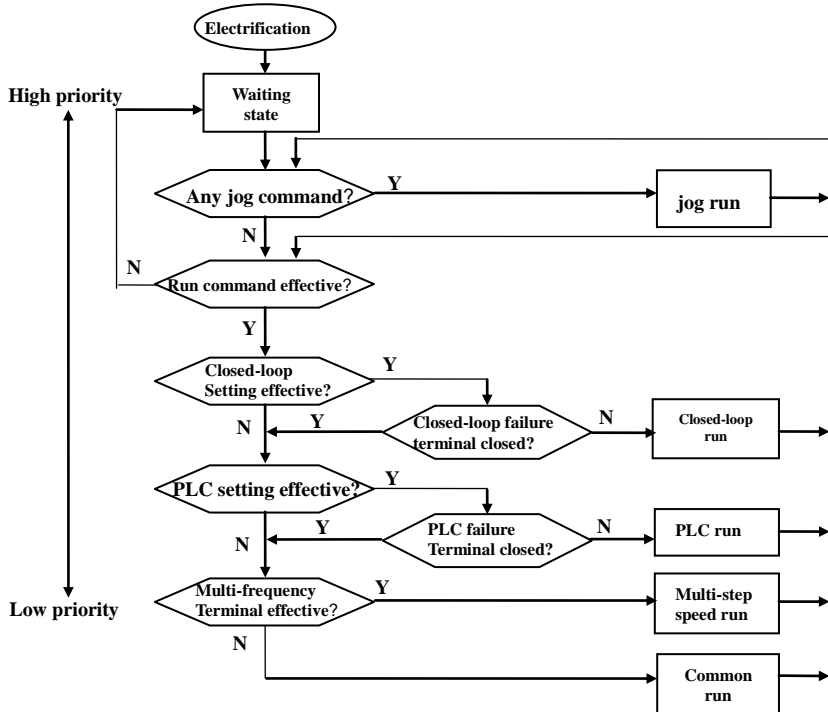 Electrification
High priority
Waiting
state
Any jog command?
Y
jog run
N
N
Run command effective?
Y
Closed-loop
Setting effective?
Y
N
Y
Closed-loop failure
terminal closed?
N
Closed-loop
run
PLC setting effective?
Y
N
Y
PLC failure
Terminal closed?
N
PLC run
Low priority
Multi-frequency
Terminal effective?
Y
Multi-step
speed run
N
Common
run